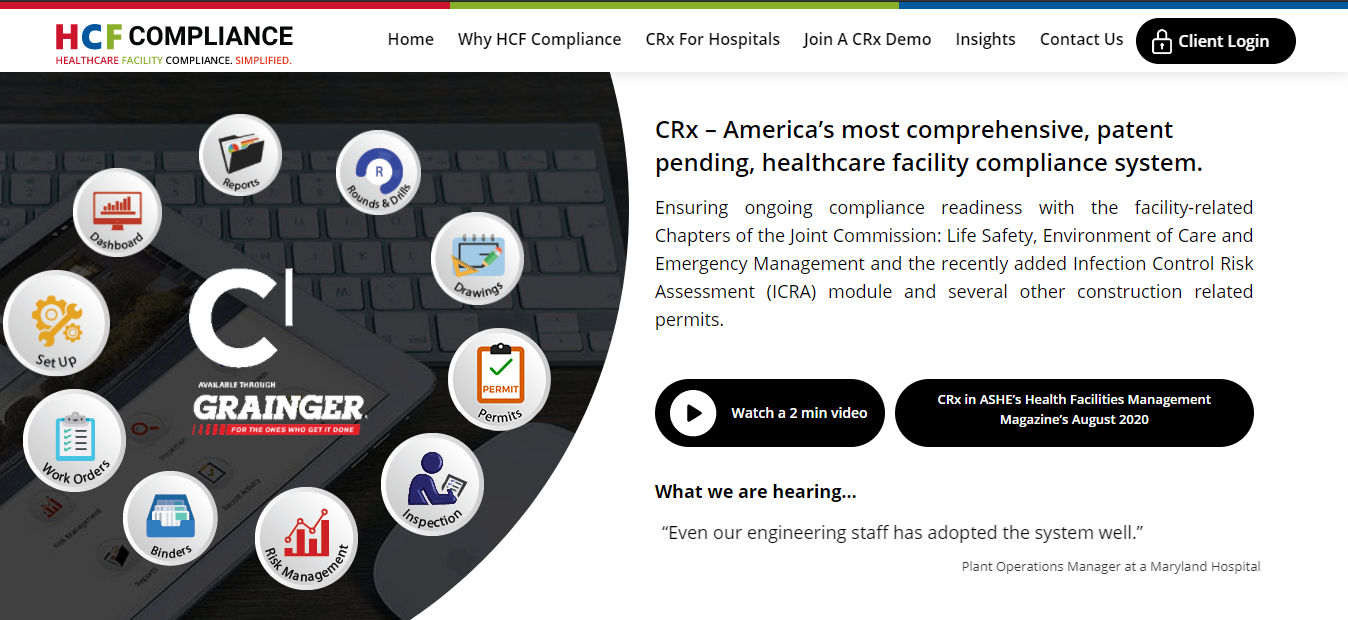 HCF COMPLIANCE
HEALTHCARE FACILITY COMPLIANCE. SIMPLIFIED.
Home
Why HCF Compliance
CRx For Hospitals
Join A CRx Demo
Insights
Contact Us
Client Login
Reports
Rounds & Drills
R
Dashboard
Drawings
Set Up
C
AVAILABLE THROUGH
GRAINGER
FOR THE ONES WHO GET IT DONE
PERMIT
Permits
Work Orders
Inspection
Binders
Risk Management
Risk Management
Reports
CRx – America’s most comprehensive, patent
pending, healthcare facility compliance system.
Ensuring ongoing compliance readiness with the facility-related
Chapters of the Joint Commission: Life Safety, Environment of Care and
Emergency Management and the recently added Infection Control Risk
Assessment (ICRA) module and several other construction related
permits.
Watch a 2 min video
CRx in ASHE’s Health Facilities Management
Magazine’s August 2020
What we are hearing...
“Even our engineering staff has adopted the system well.”
Plant Operations Manager at a Maryland Hospital